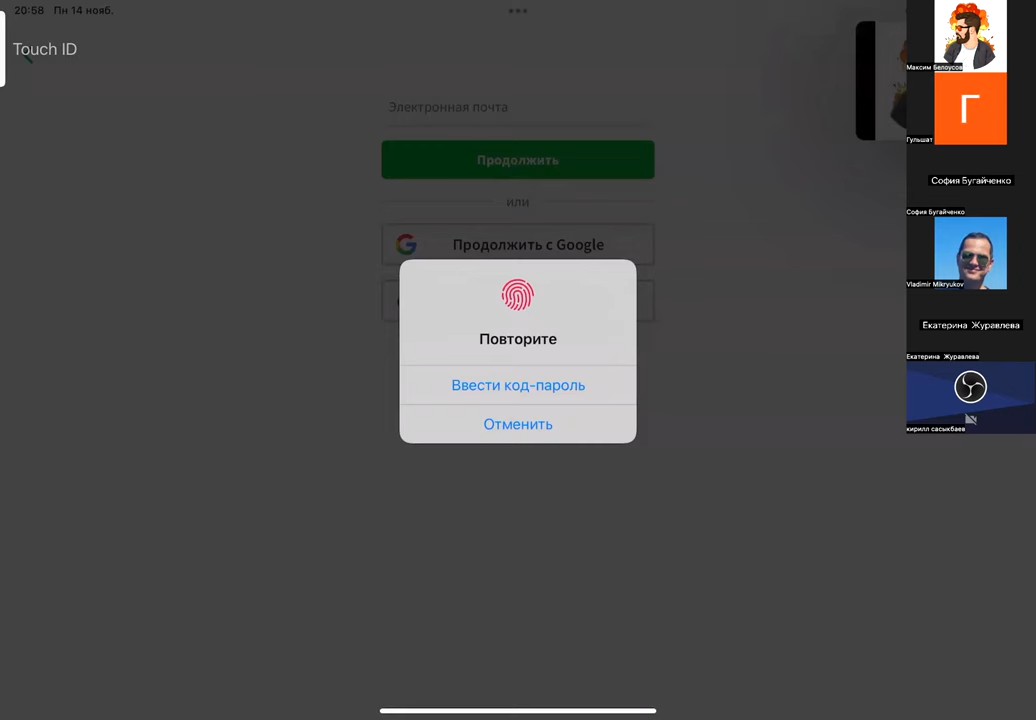 20:58 Пн 14 нояб.
Touch ID
Электронная почта
Продолжить
или
Продолжить с Google
Повторите
Ввести код-пароль
Отменить
Максим Белоусов
Г
Гульшат
София Бугайченко
София Бугайченко
Vladimir Mikryukov
Екатерина Журавлева
Екатерина Журавлева
кирилл сасыкбаев